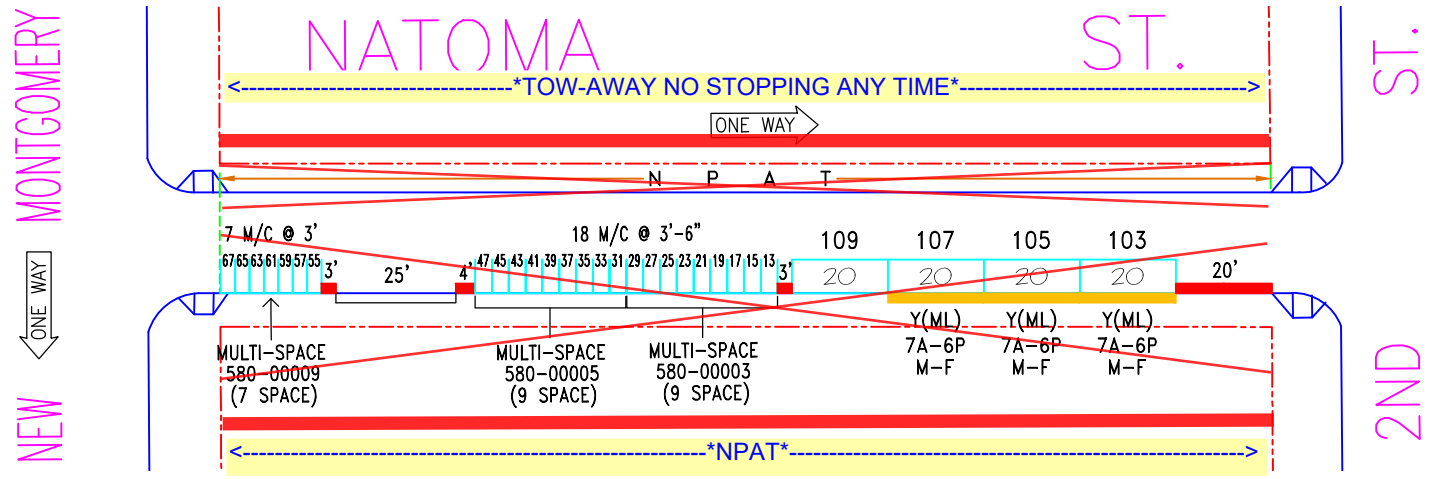 NATOMA ST.
<-----------------------------------*TOW-AWAY NO STOPPING ANY TIME*------------------------------------->
ONE WAY
N P A T
7 M/C @ 3'
18 M/C @ 3'-6"
109
107
105
103
67 65 63 61 59 57 55
3'
25'
4'
47 45 43 41 39 37 35 33 31 29 27 25 23 21 19 17 15 13
3'
20
20
20
20
20'
MULTI-SPACE
580-00009
(7 SPACE)
MULTI-SPACE
580-00005
(9 SPACE)
MULTI-SPACE
580-00003
(9 SPACE)
Y(ML)
7A-6P
M-F
Y(ML)
7A-6P
M-F
Y(ML)
7A-6P
M-F
<------------------------------------------------------------*NPAT*------------------------------------------------------------->
NEW MONTGOMERY
ONE WAY
2ND ST.